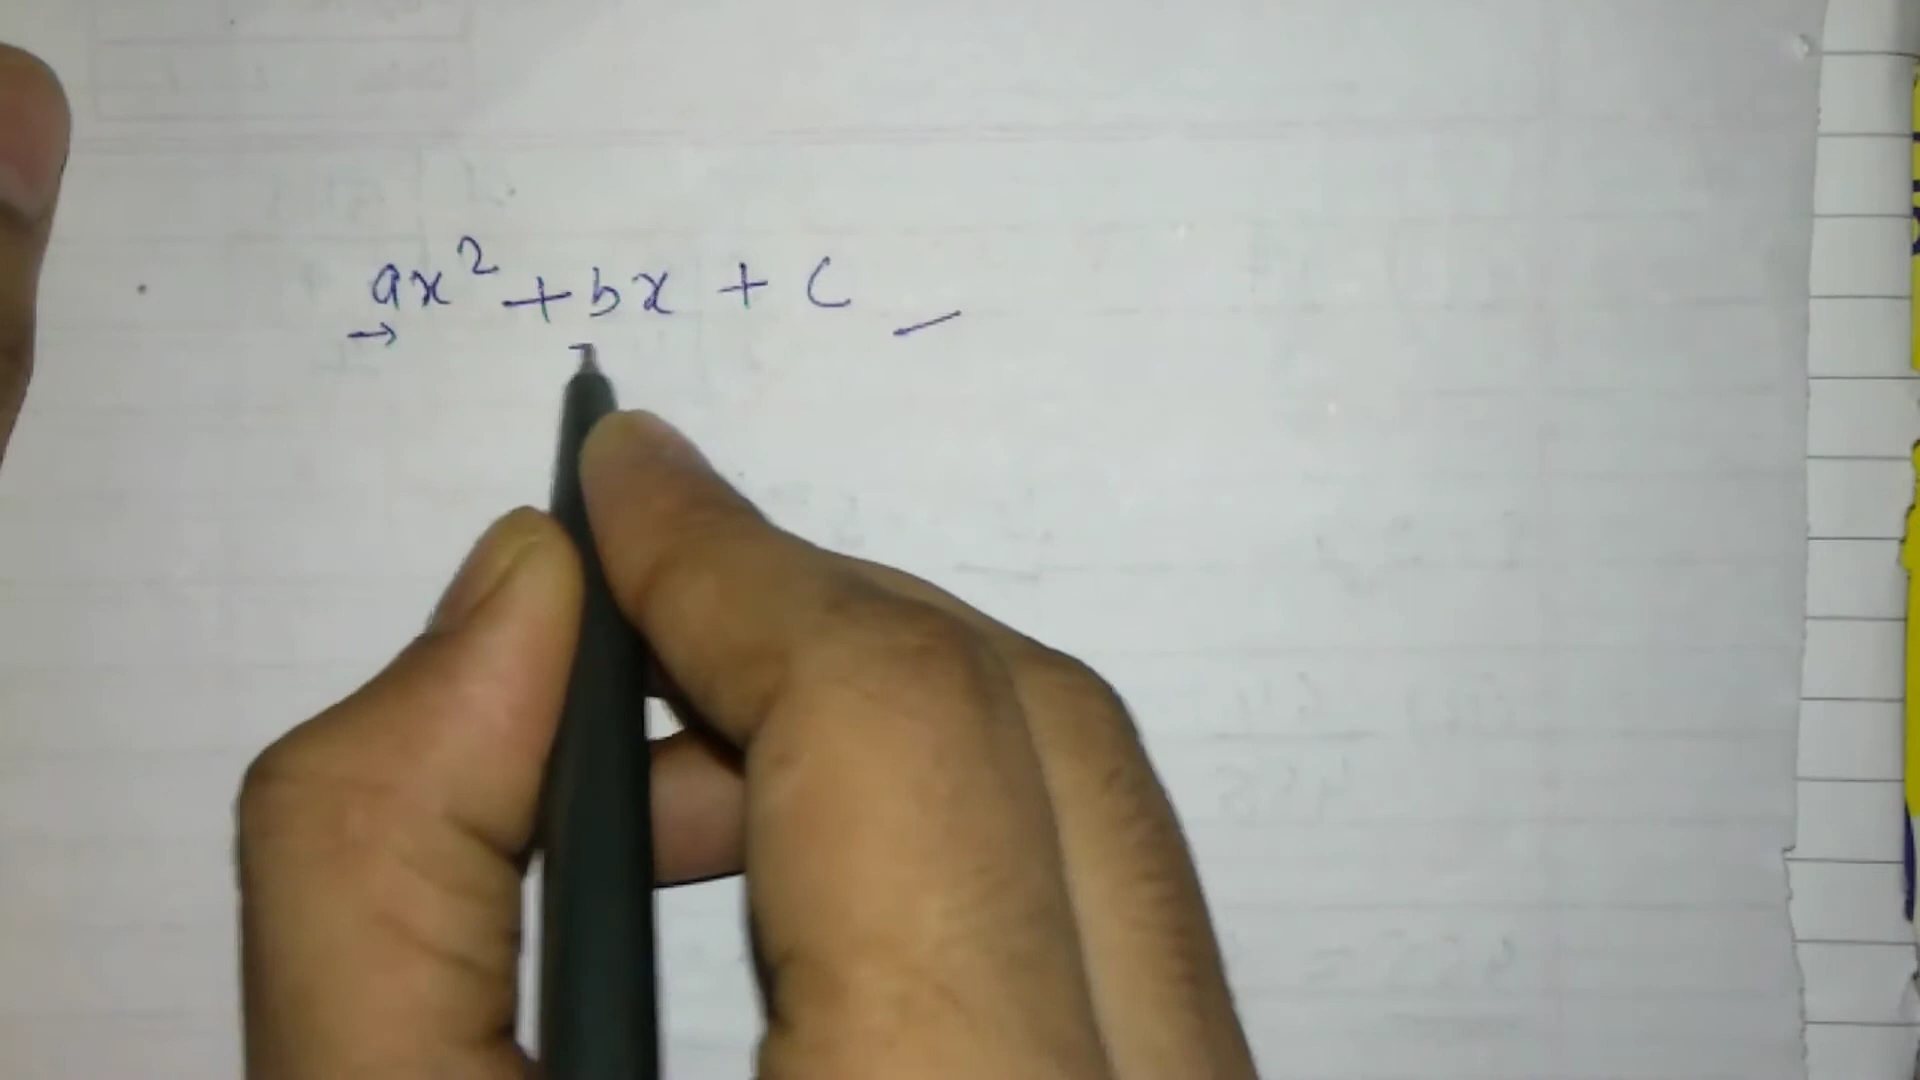 ax² + bx + c